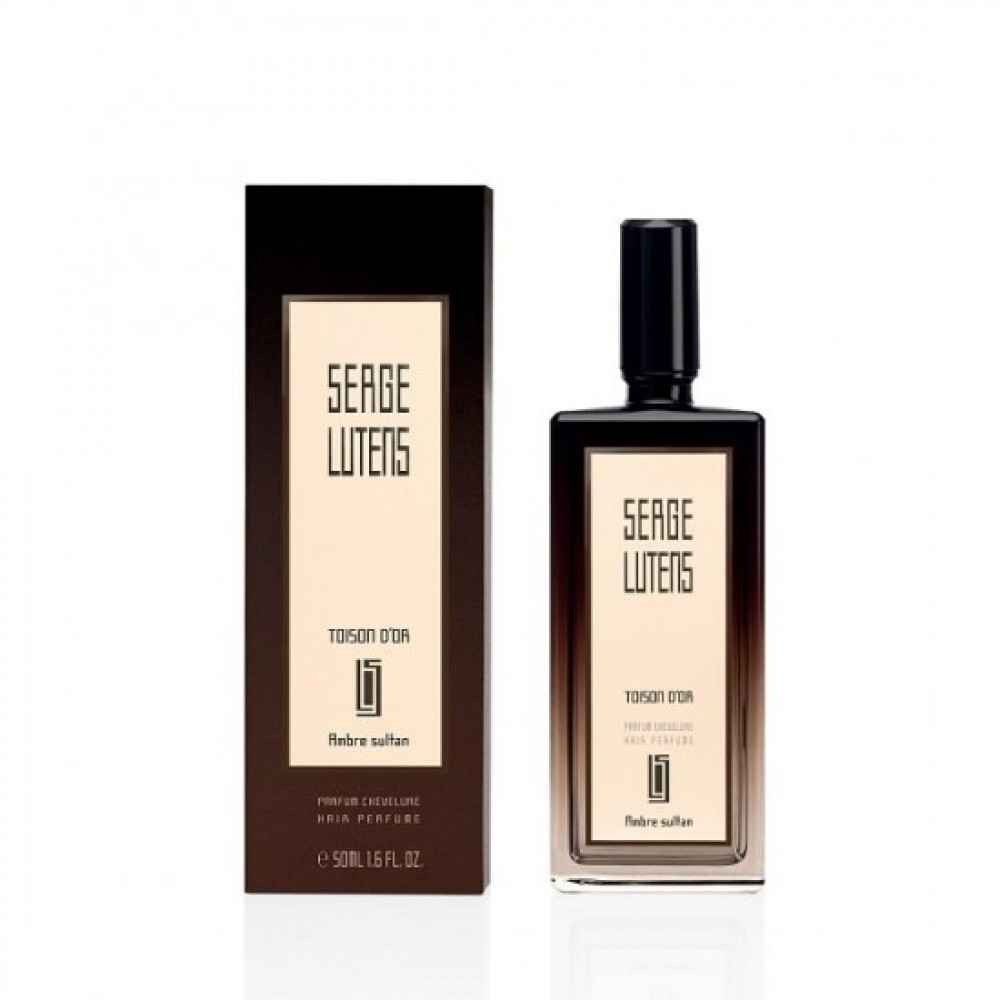 SERGE
LUTENS
TOISON D'OR
Ambre sultan
PARFUM CHEVELURE
HAIR PERFUME
℮ 50ML 1.6 FL. OZ.
SERGE
LUTENS
TOISON D'OR
PARFUM CHEVELURE
HAIR PERFUME
Ambre sultan